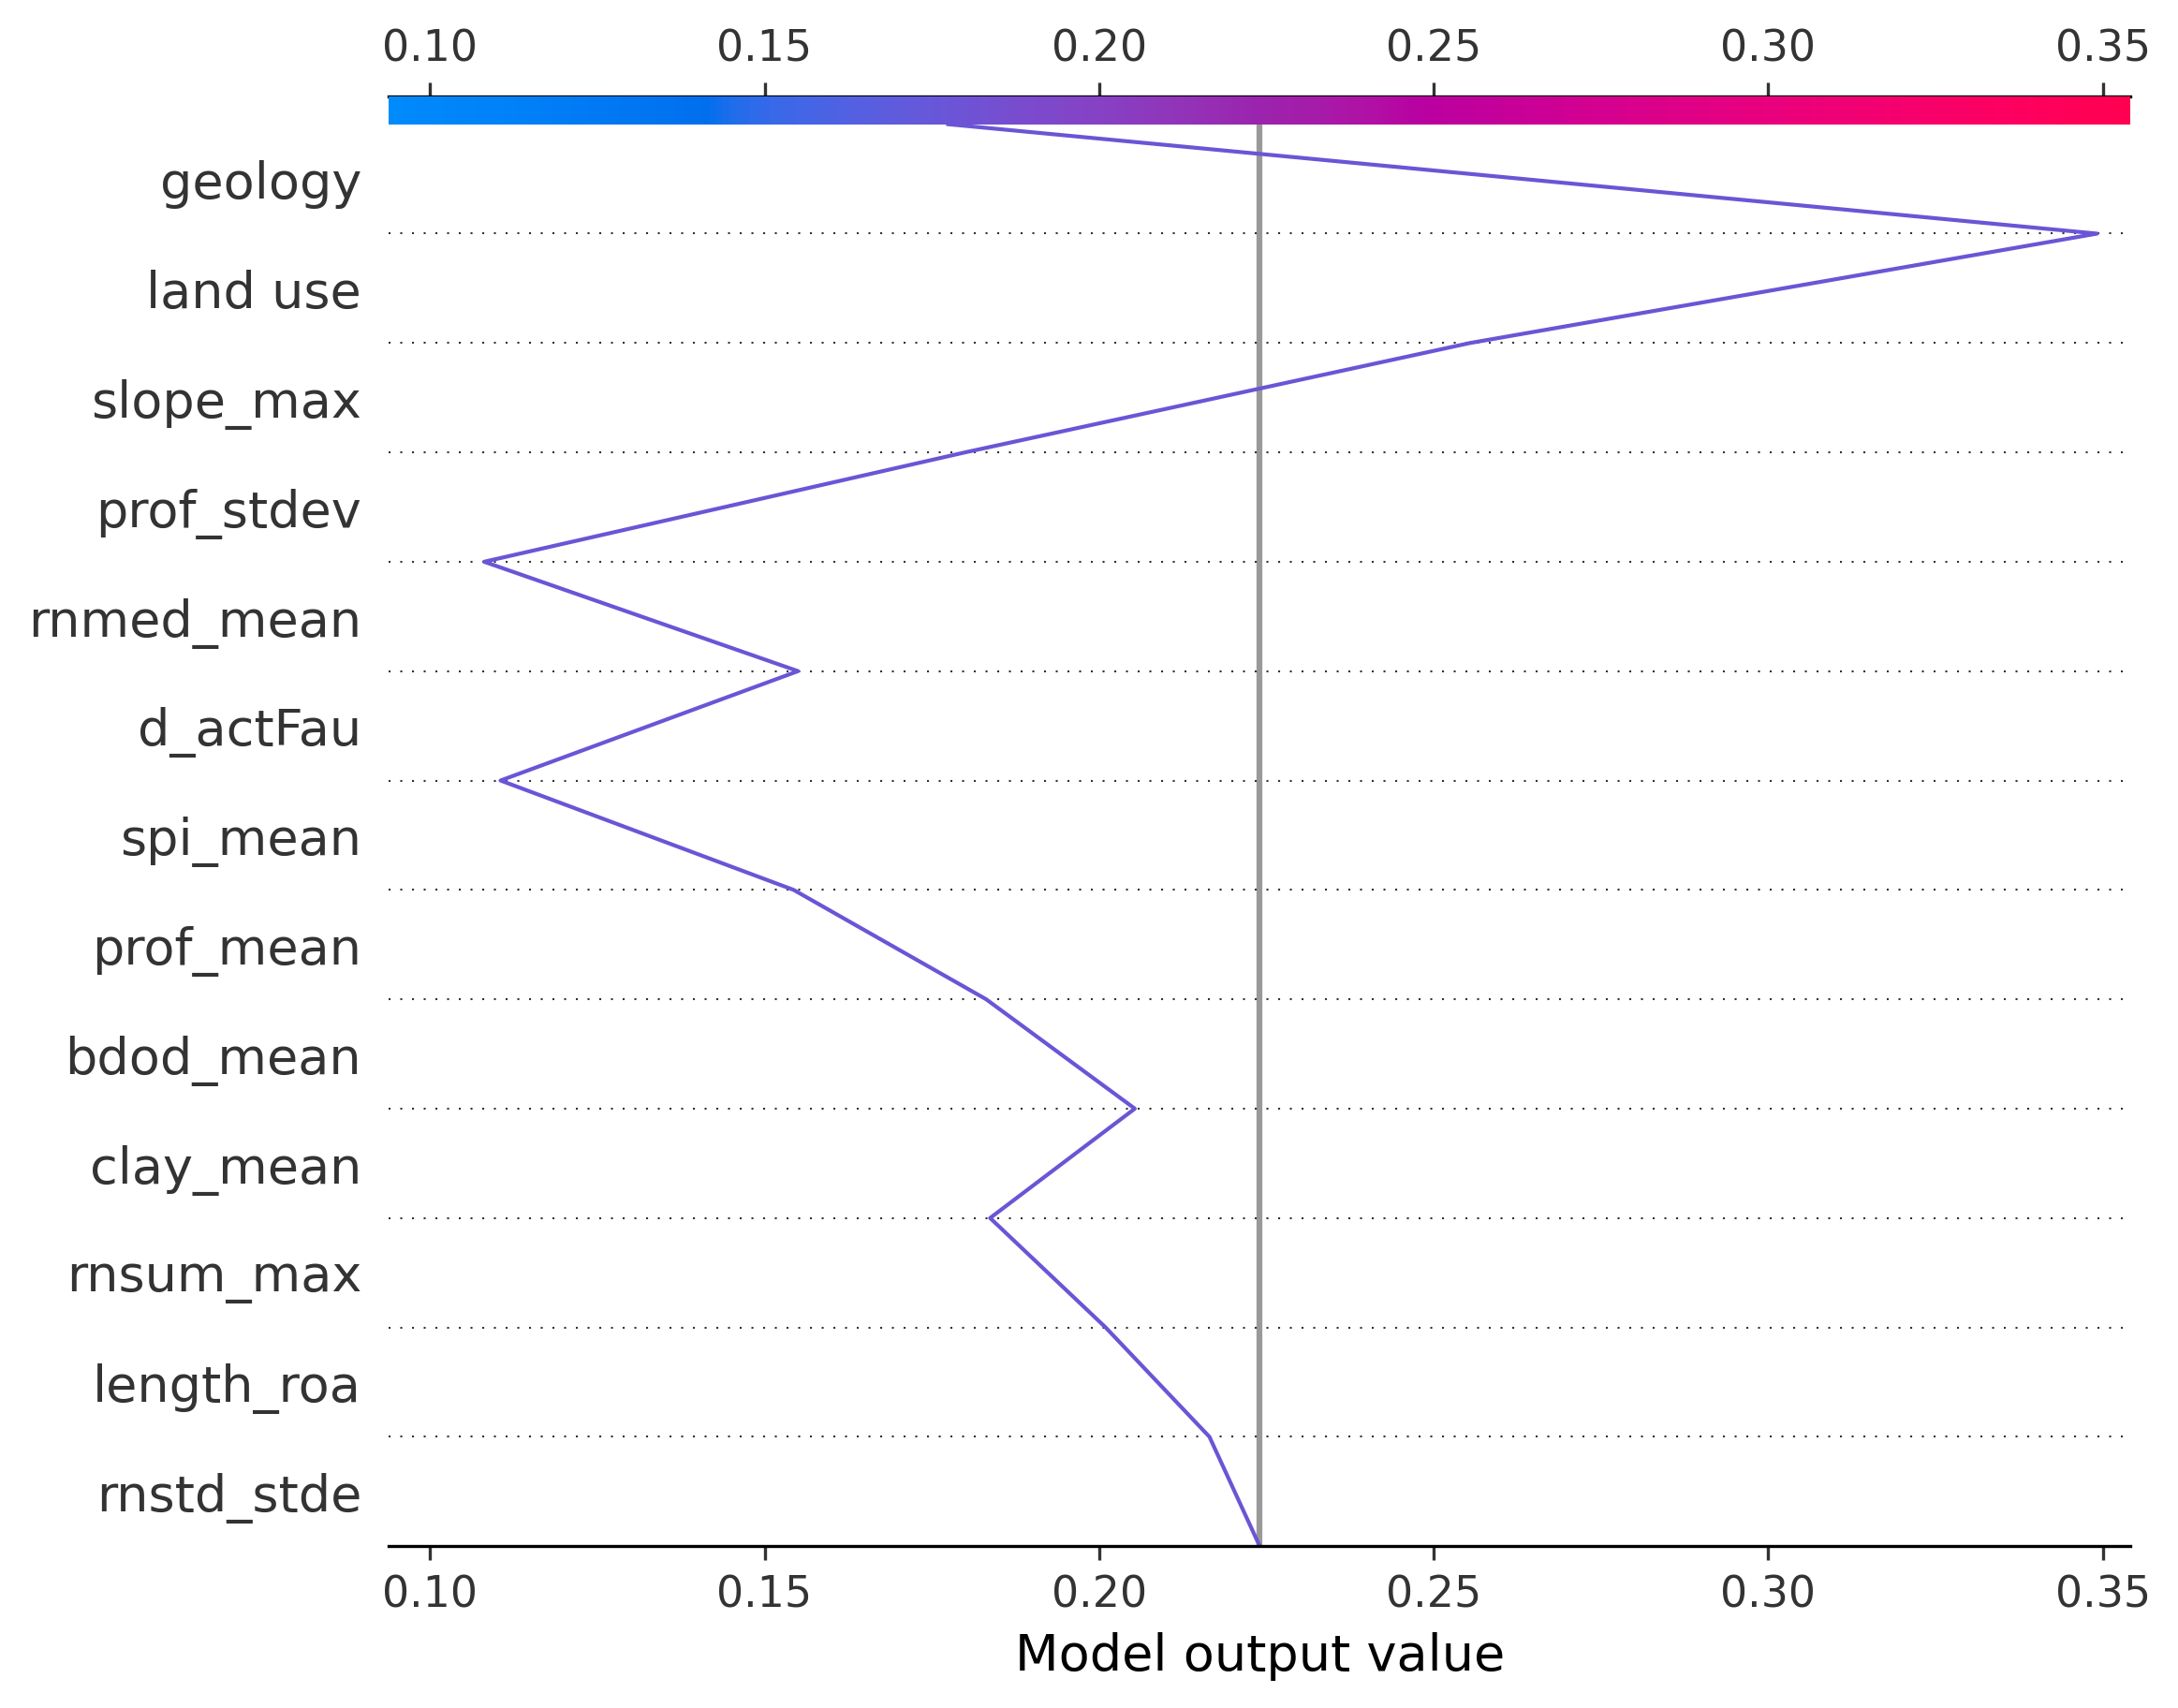 0.10 0.15 0.20 0.25 0.30 0.35
geology
land use
slope_max
prof_stdev
rnmed_mean
d_actFau
spi_mean
prof_mean
bdod_mean
clay_mean
rnsum_max
length_roa
rnstd_stde
0.10 0.15 0.20 0.25 0.30 0.35
Model output value